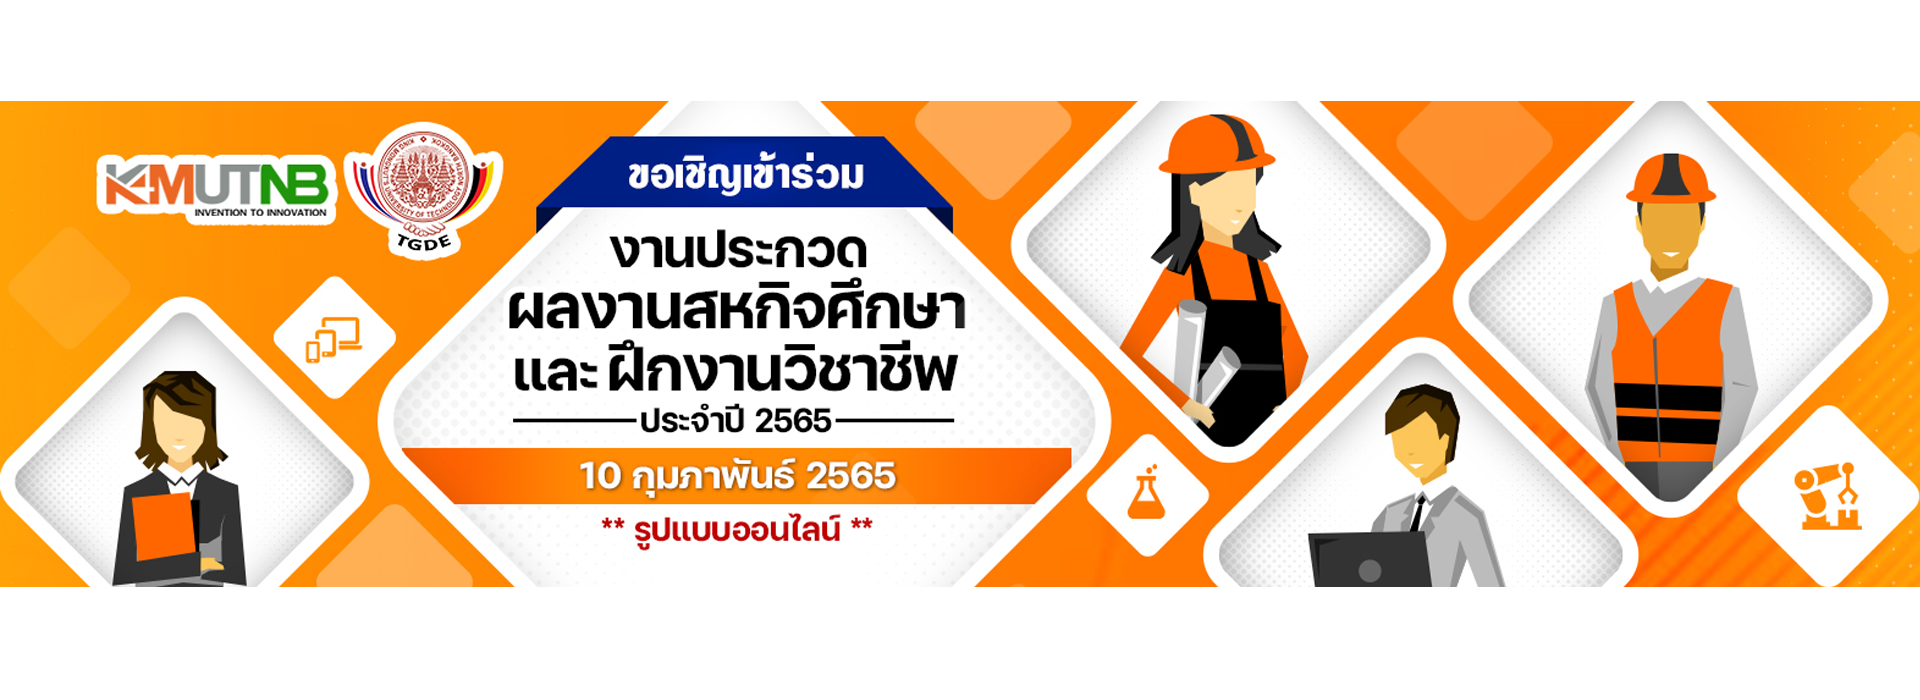 KMUTNB
INVENTION TO INNOVATION
TGDE
ขอเชิญเข้าร่วม
งานประกวด
ผลงานสหกิจศึกษา
และ ฝึกงานวิชาชีพ
ประจำปี 2565
10 กุมภาพันธ์ 2565
** รูปแบบออนไลน์ **